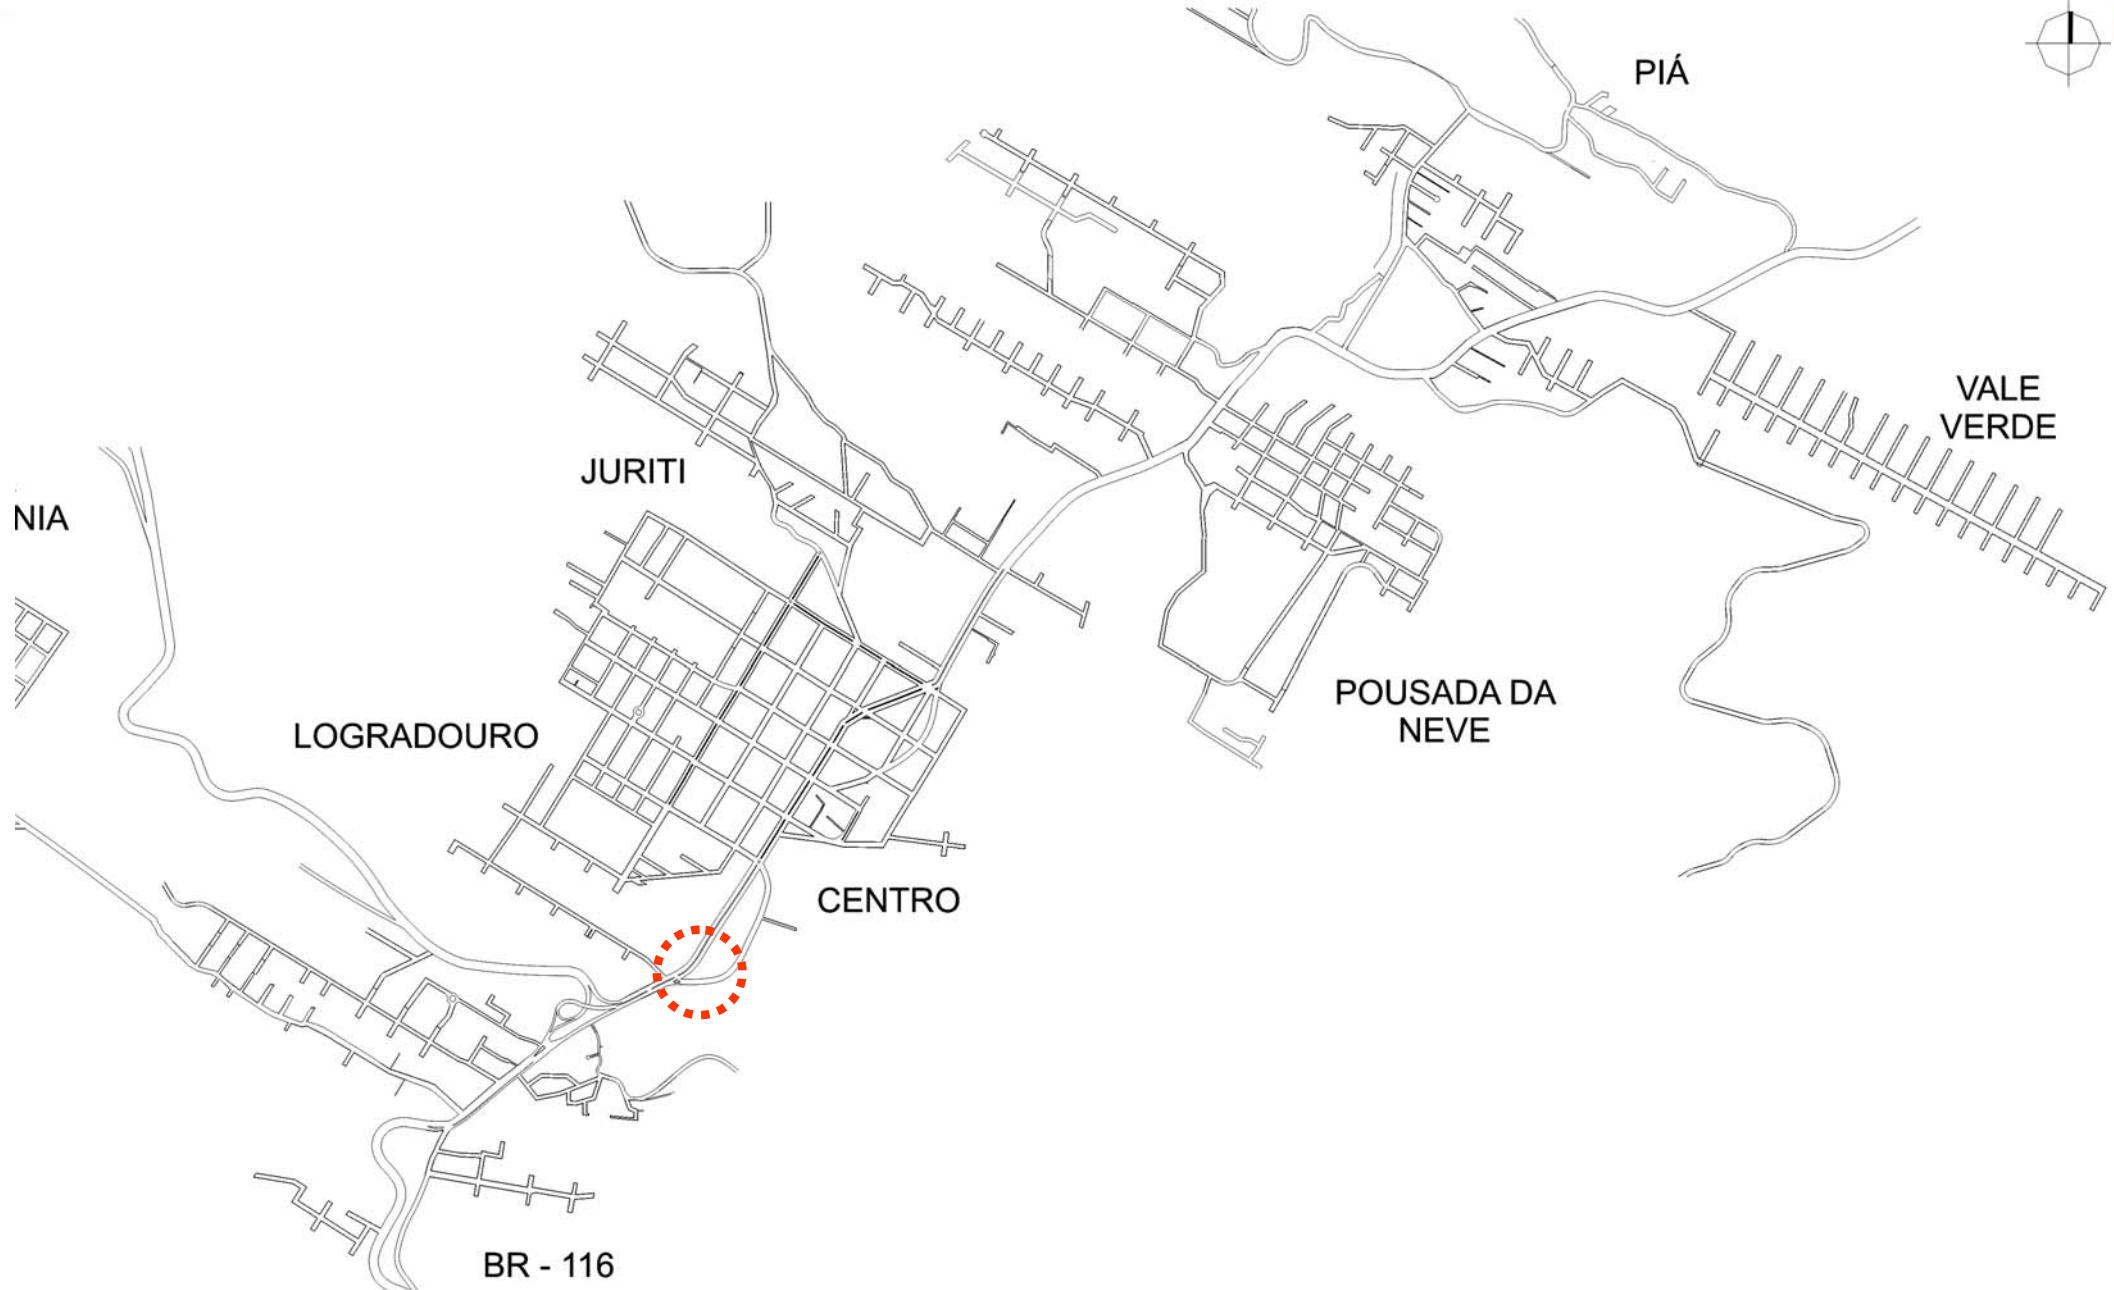 PIÁ
VALE
VERDE
JURITI
NIA
POUSADA DA
NEVE
LOGRADOURO
CENTRO
BR - 116